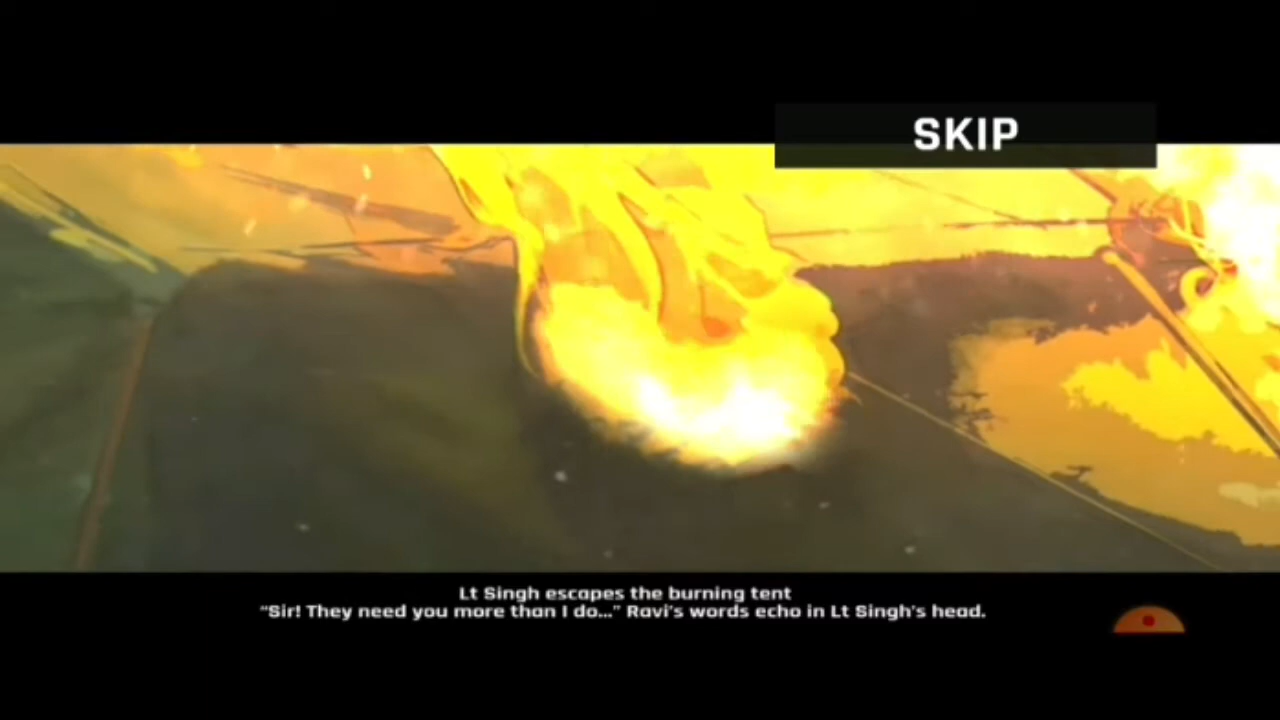 SKIP
Lt Singh escapes the burning tent
“Sir! They need you more than I do...” Ravi's words echo in Lt Singh's head.